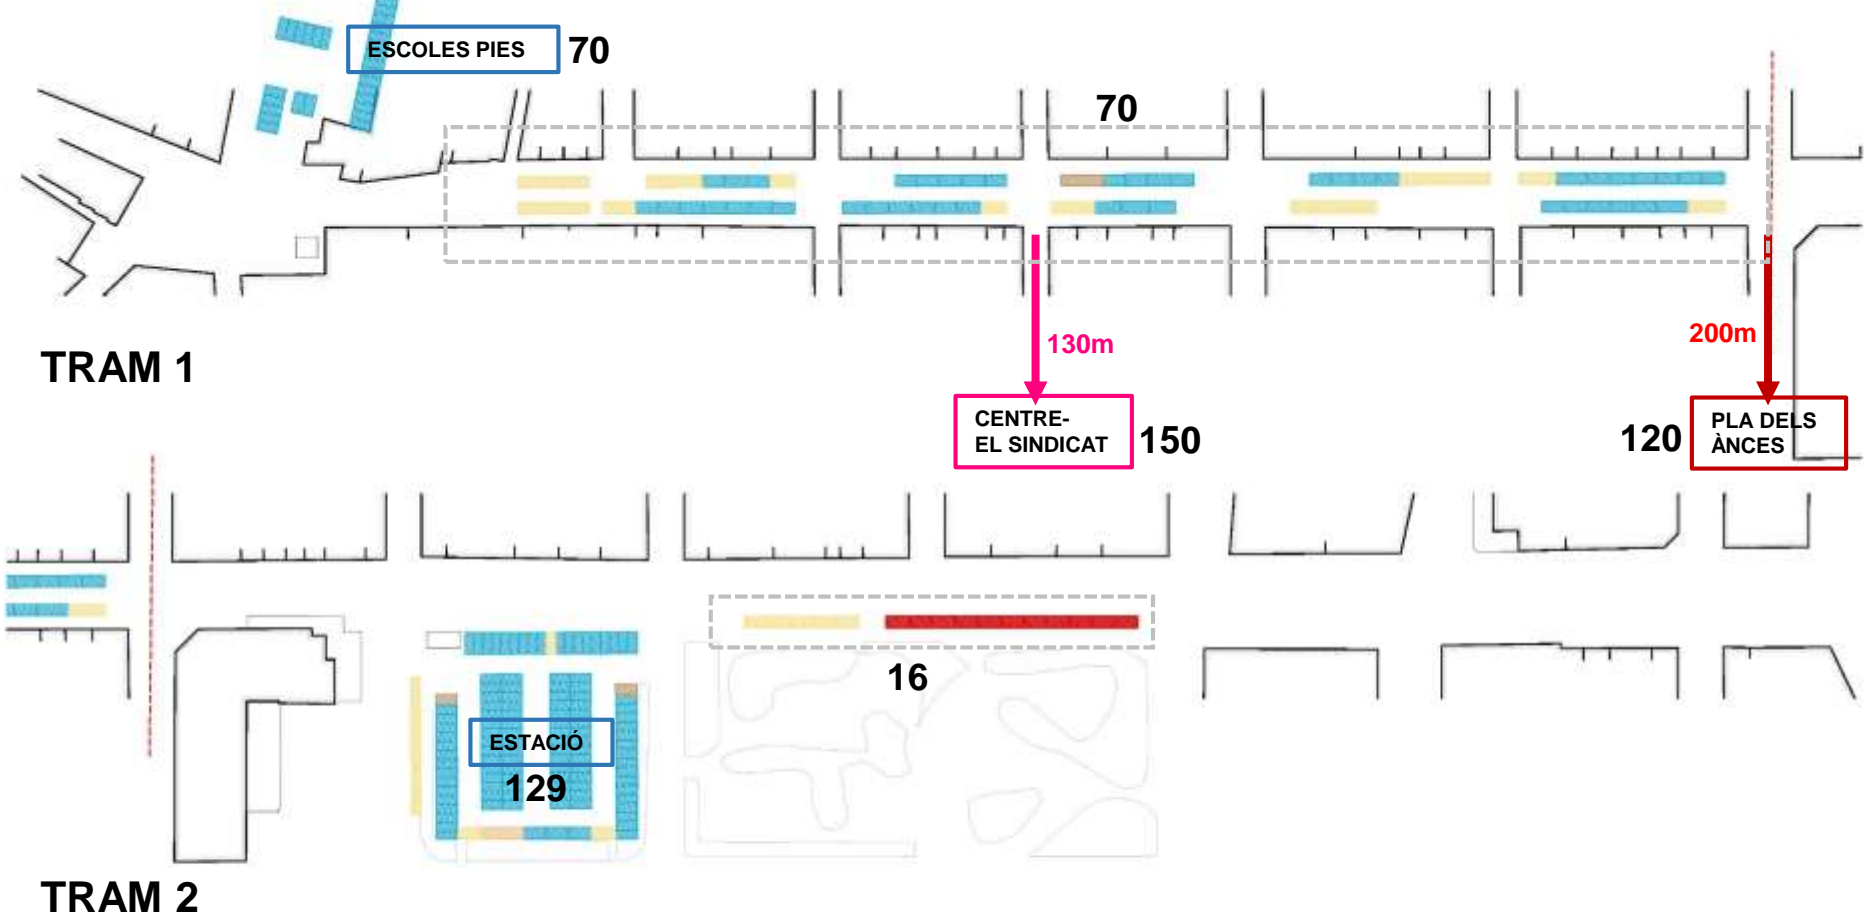 ESCOLES PIES
70
70
130m
200m
TRAM 1
CENTRE-
EL SINDICAT
150
120
PLA DELS
ÀNCES
16
ESTACIÓ
129
TRAM 2